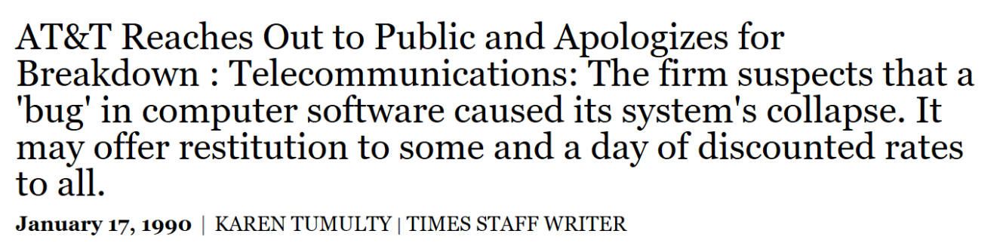 AT&T Reaches Out to Public and Apologizes for
Breakdown : Telecommunications: The firm suspects that a
'bug' in computer software caused its system's collapse. It
may offer restitution to some and a day of discounted rates
to all.
January 17, 1990 | KAREN TUMULTY | TIMES STAFF WRITER